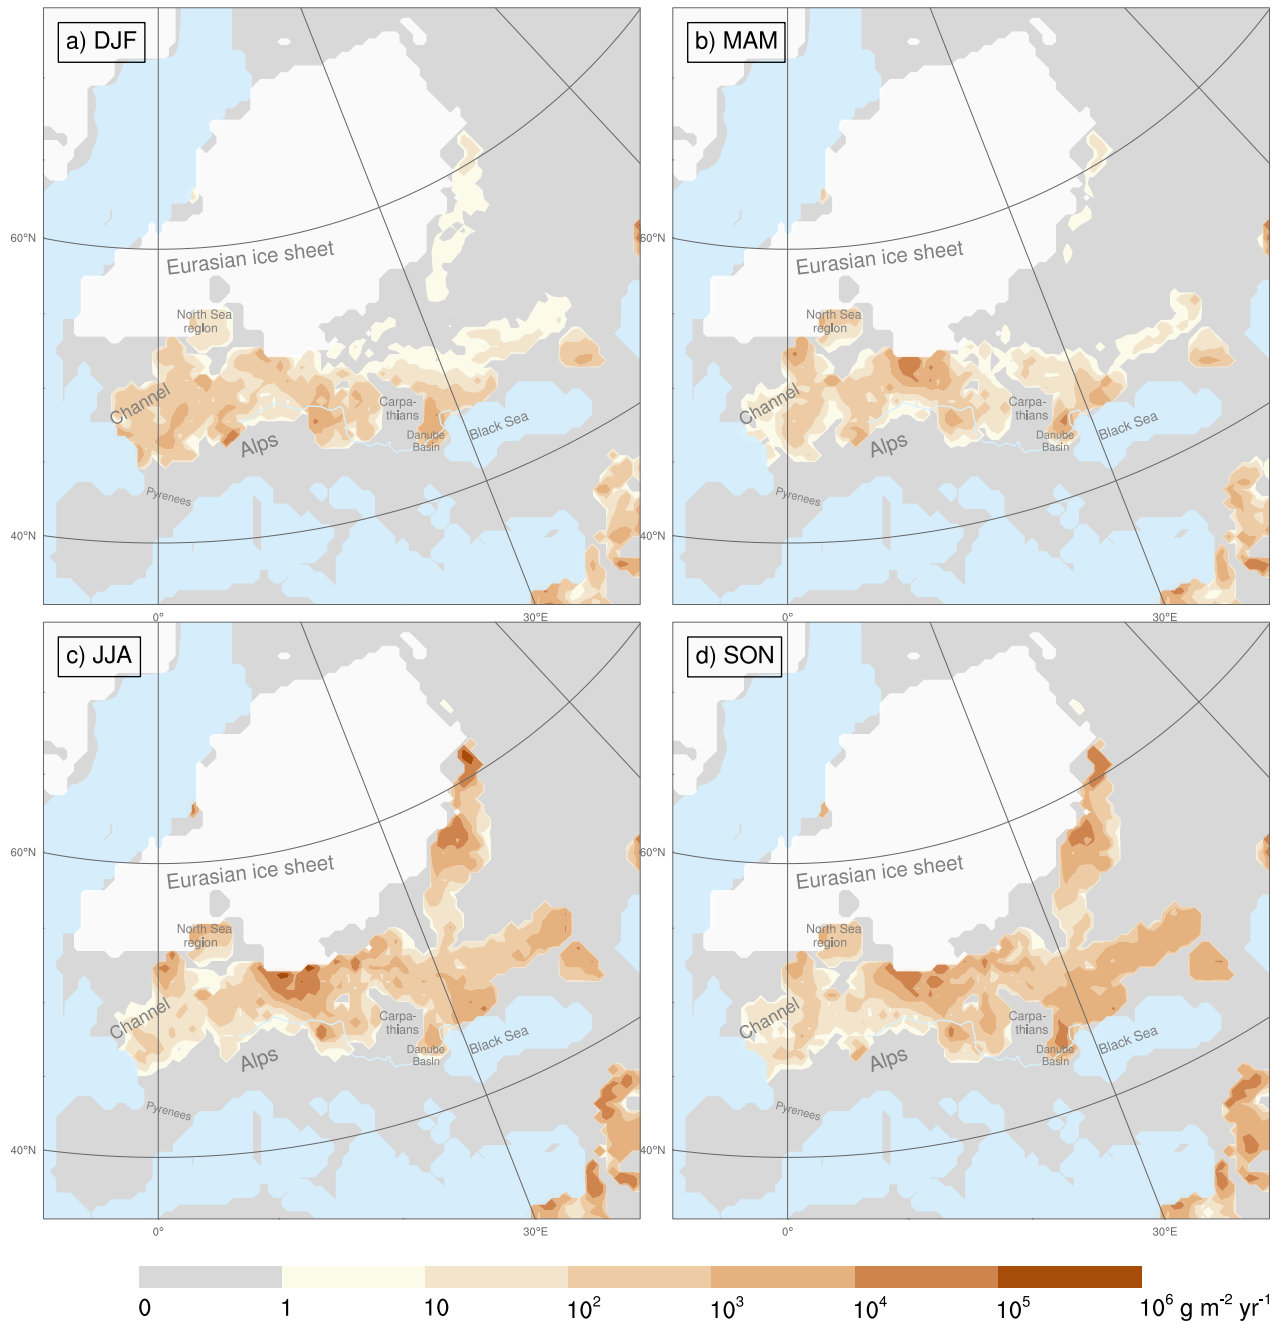 a) DJF
b) MAM
60°N
Eurasian ice sheet
Eurasian ice sheet
North Sea
region
North Sea
region
Channel
Alps
Carpa-
thians
Danube
Basin
Black Sea
Pyrenees
Channel
Alps
Carpa-
thians
Danube
Basin
Black Sea
Pyrenees
60°N
40°N
40°N
0°
30°E
0°
30°E
c) JJA
d) SON
60°N
Eurasian ice sheet
Eurasian ice sheet
North Sea
region
North Sea
region
Channel
Alps
Carpa-
thians
Danube
Basin
Black Sea
Pyrenees
Channel
Alps
Carpa-
thians
Danube
Basin
Black Sea
Pyrenees
60°N
40°N
40°N
0°
30°E
0°
30°E
0 1 10 10² 10³ 10⁴ 10⁵ 10⁶ g m⁻² yr⁻¹